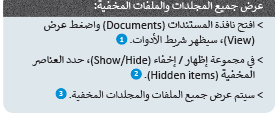 عرض جميع المجلدات والملفات المخفية:
> افتح نافذة المستندات (Documents) واضغط عرض
(View)، سيظهر شريط الأدوات. 1
> في مجموعة إظهار / إخفاء (Show/Hide)، حدد العناصر
المخفية (Hidden items). 2
> سيتم عرض جميع الملفات والمجلدات المخفية. 3